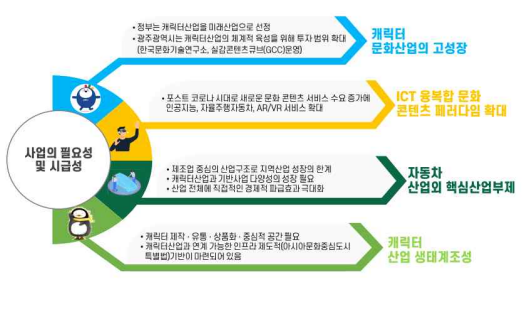 • 정부는 캐릭터산업을 미래산업으로 선정
• 광주광역시는 캐릭터산업의 체계적 육성을 위해 투자 범위 확대
(한국문화기술연구소, 실감콘텐츠큐브(GCC)운영)
캐릭터
문화산업의 고성장
• 포스트 코로나 시대로 새로운 문화 콘텐츠 서비스 수요 증가에
인공지능, 자율주행자동차, AR/VR 서비스 확대
ICT 융복합 문화
콘텐츠 페러다임 확대
사업의 필요성
및 시급성
• 제조업 중심의 산업구조로 지역산업 성장의 한계
• 캐릭터산업과 기반사업 다양성의 성장 필요
• 산업 전체에 직접적인 경제적 파급효과 극대화
자동차
산업외 핵심산업부제
• 캐릭터 제작 · 유통 · 상품화 · 중심적 공간 필요
• 캐릭터산업과 연계 가능한 인프라 제도적(아시아문화중심도시
특별법)기반이 마련되어 있음
캐릭터
산업 생태계조성